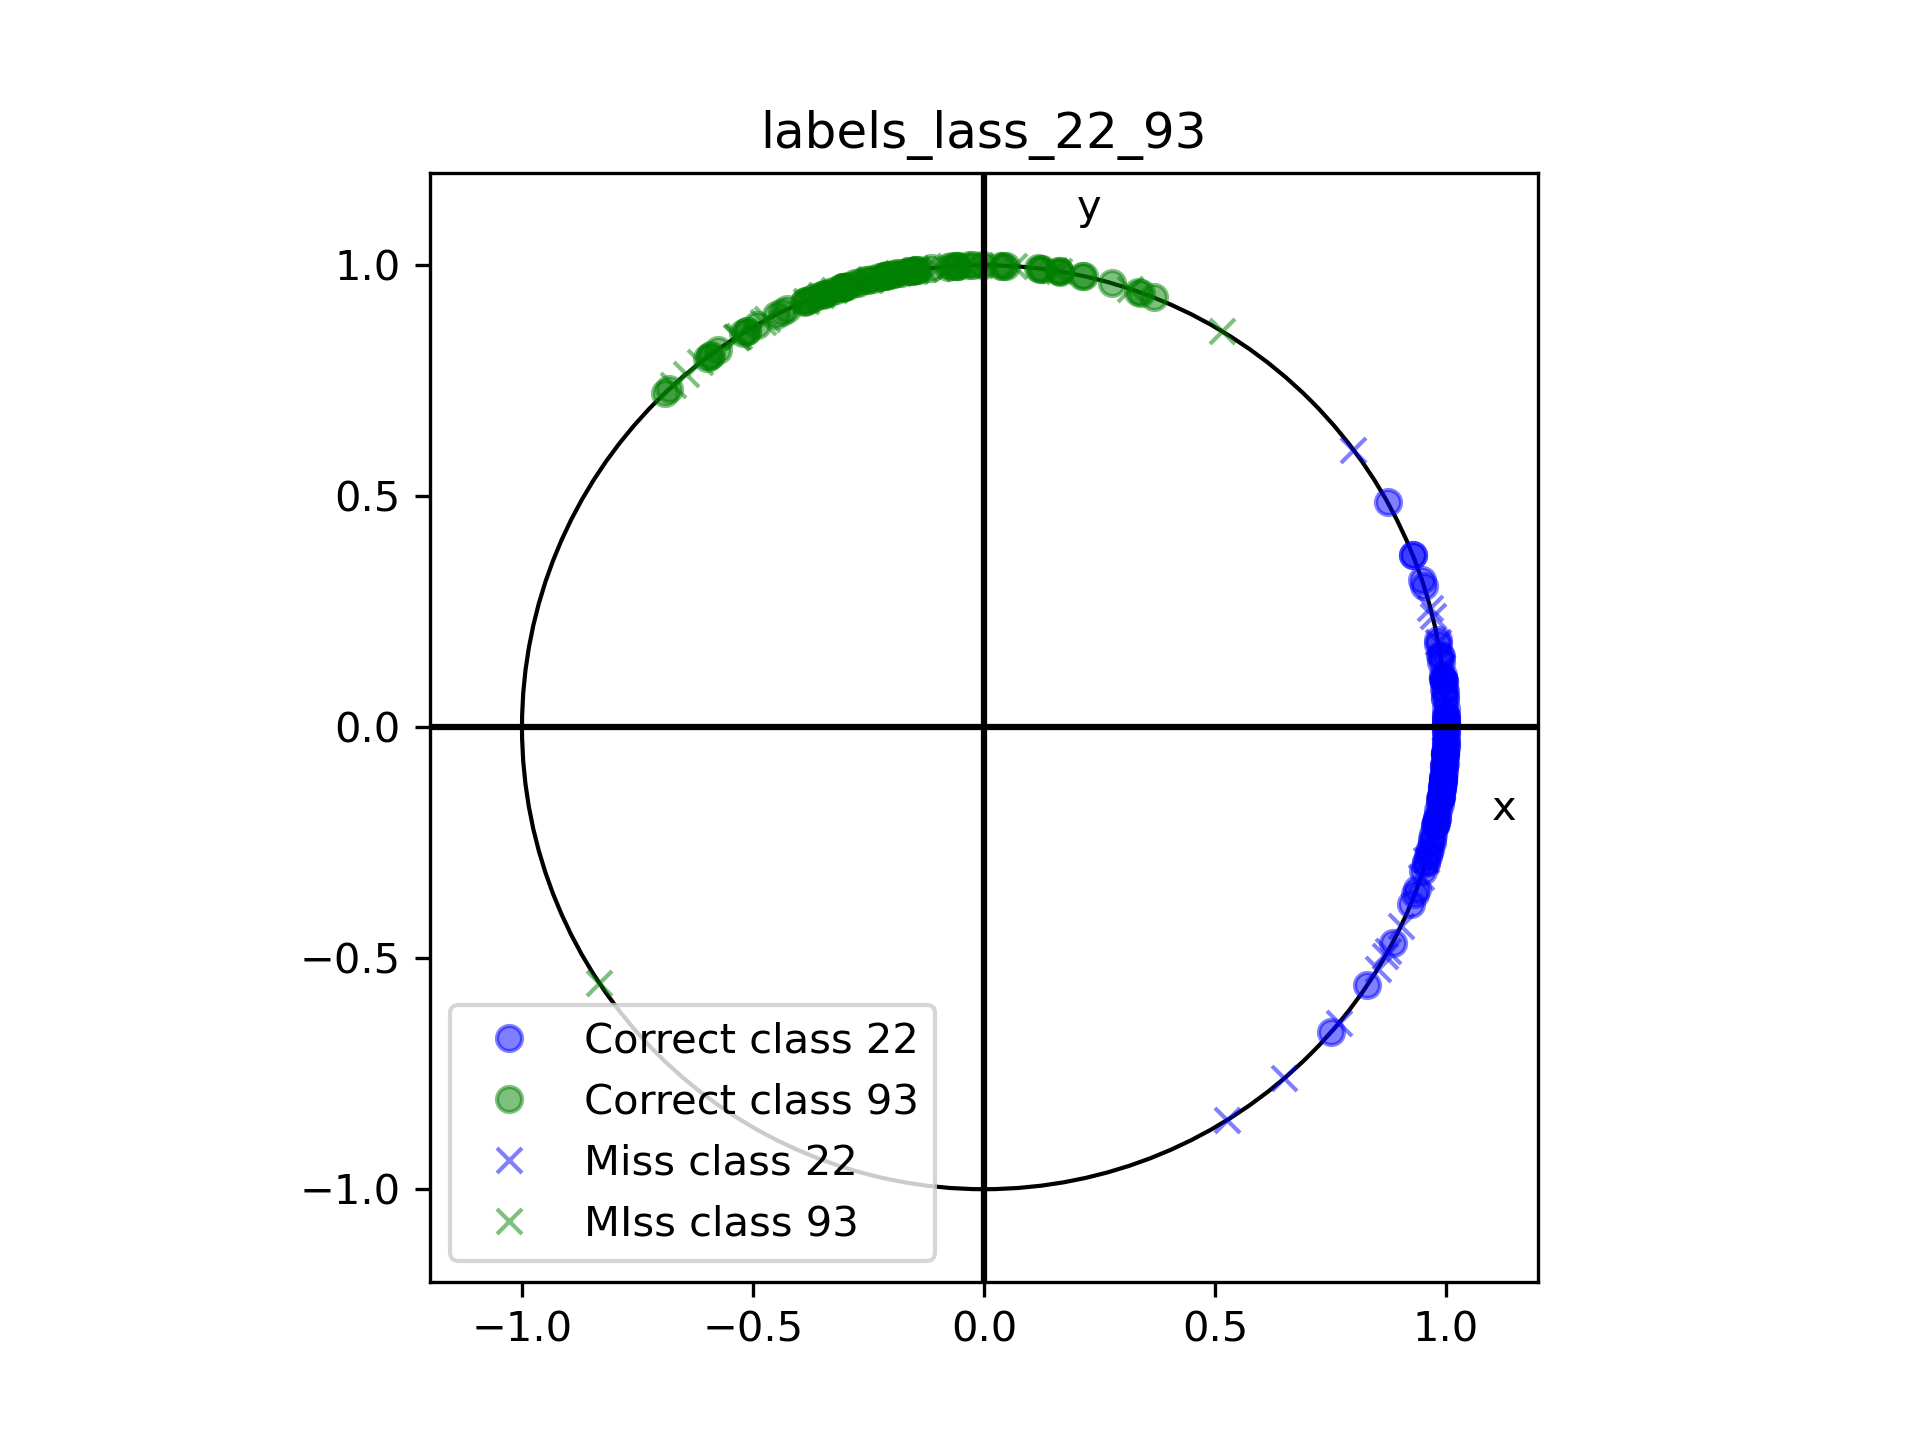 labels_lass_22_93
y
1.0
0.5
0.0
−0.5
−1.0
x
Correct class 22
Correct class 93
Miss class 22
MIss class 93
−1.0 −0.5 0.0 0.5 1.0